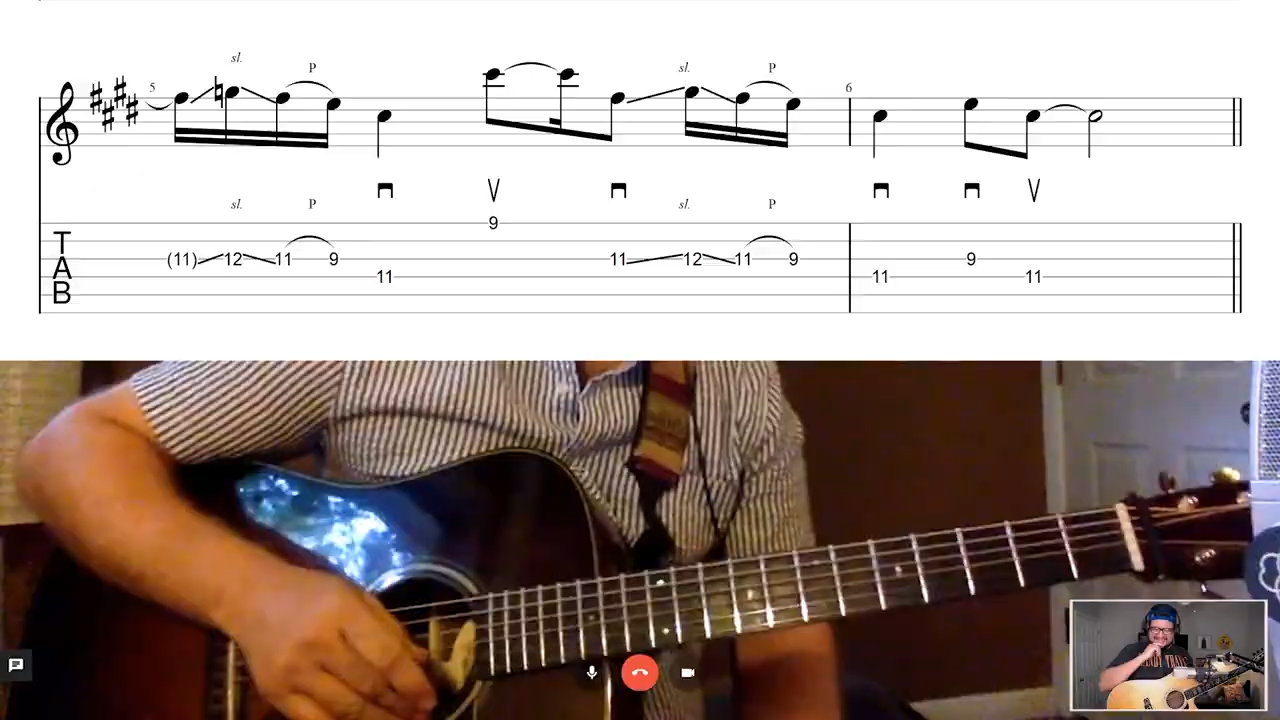 sl.
P
sl.
P
5
6
sl.
P
sl.
P
9
T
(11) 12 11 9 11 12 11 9 9
A
11 11 11
B